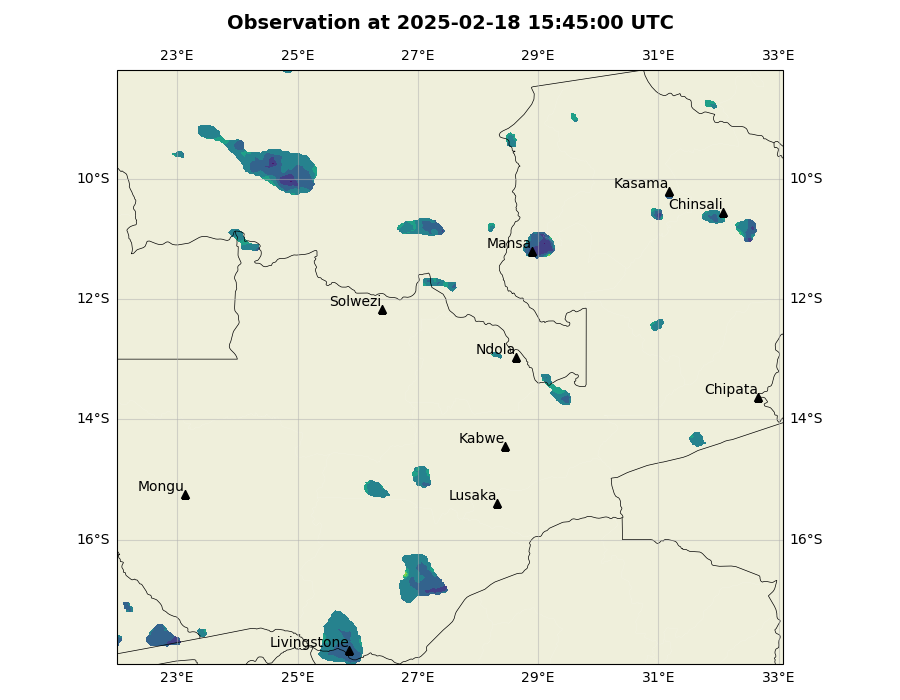 Observation at 2025-02-18 15:45:00 UTC
23°E 25°E 27°E 29°E 31°E 33°E
10°S 10°S
Kasama
Chinsali
Mansa
12°S 12°S
Solwezi
Ndola
Chipata
14°S 14°S
Kabwe
Mongu
Lusaka
16°S 16°S
Livingstone
23°E 25°E 27°E 29°E 31°E 33°E